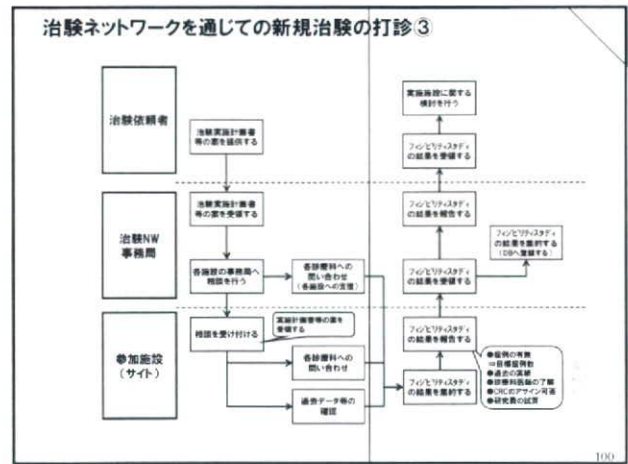 治験ネットワークを通じての新規治験の打診③
治験依頼者
治験実施計画書
等の案を提供する
実施施設に関する
検討を行う
フィジビリティスタディ
の結果を受領する
治験NW
事務局
治験実施計画書
等の案を受領する
各施設の事務局へ
相談を行う
各診療科への
問い合わせ
(各施設への支援)
フィジビリティスタディ
の結果を報告する
フィジビリティスタディ
の結果を受領する
フィジビリティスタディ
の結果を集約する
(DBへ登録する)
参加施設
(サイト)
相談を受け付ける
実施計画書等の案を
受領する
各診療科への
問い合わせ
過去データ等の
確認
フィジビリティスタディ
の結果を報告する
フィジビリティスタディ
の結果を集約する
●症例の有無
⇒目標症例数
●過去の実績
●診療科医師の了解
●CRCのアサイン可否
●研究費の試算
100